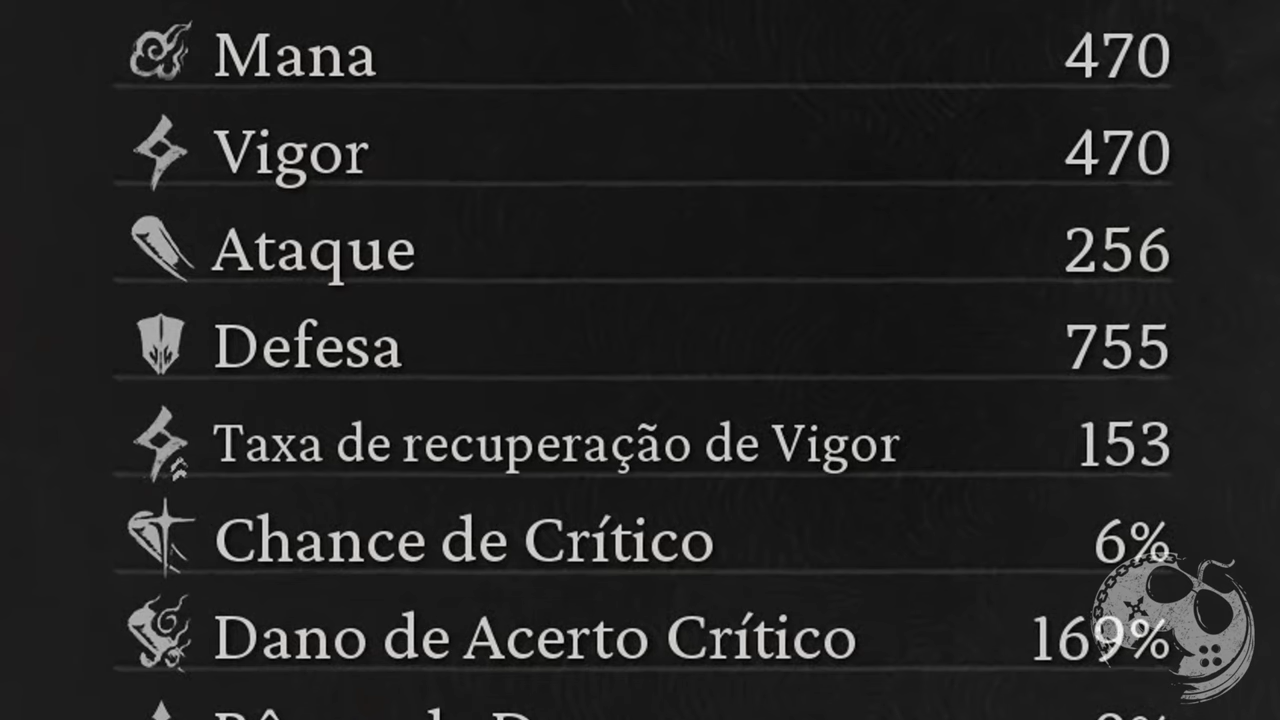 Mana 470
Vigor 470
Ataque 256
Defesa 755
Taxa de recuperação de Vigor 153
Chance de Crítico 6%
Dano de Acerto Crítico 169%